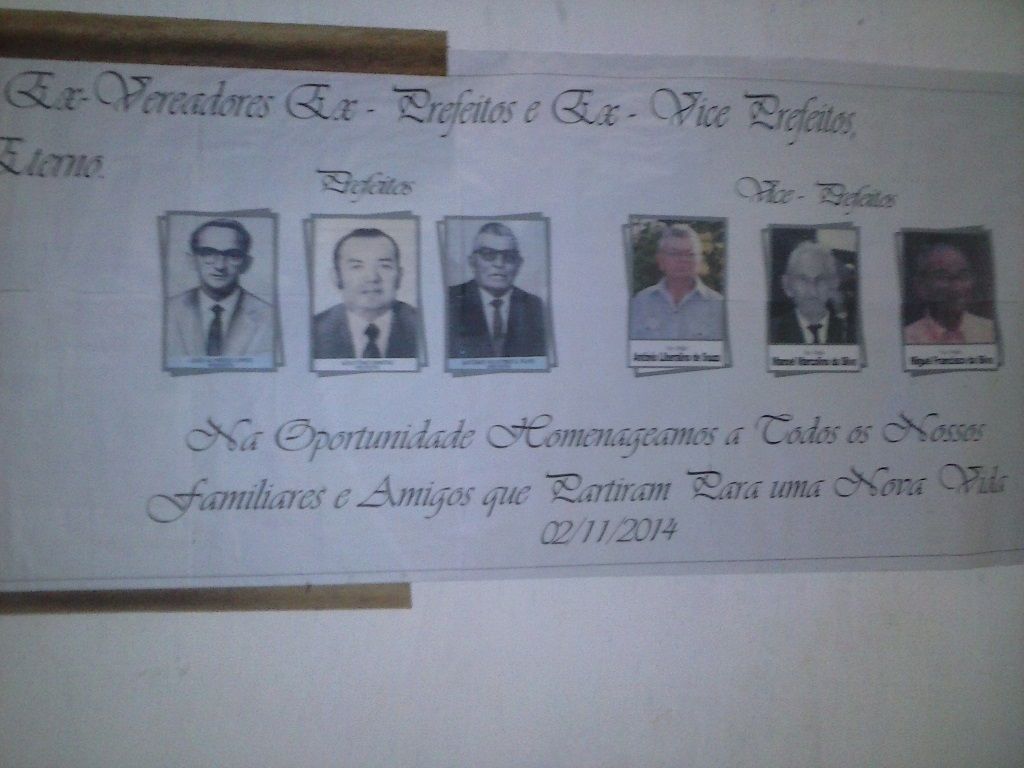 Ex-Vereadores Ex - Prefeitos e Ex - Vice Prefeitos,
Eterno.
Prefeitos
Vice - Prefeitos
Antônio Liberalino de Souza
Manoel Marcolino da Silva
Miguel Francisco da Silva
Na Oportunidade Homenageamos a Todos os Nossos
Familiares e Amigos que Partiram Para uma Nova Vida
02/11/2014